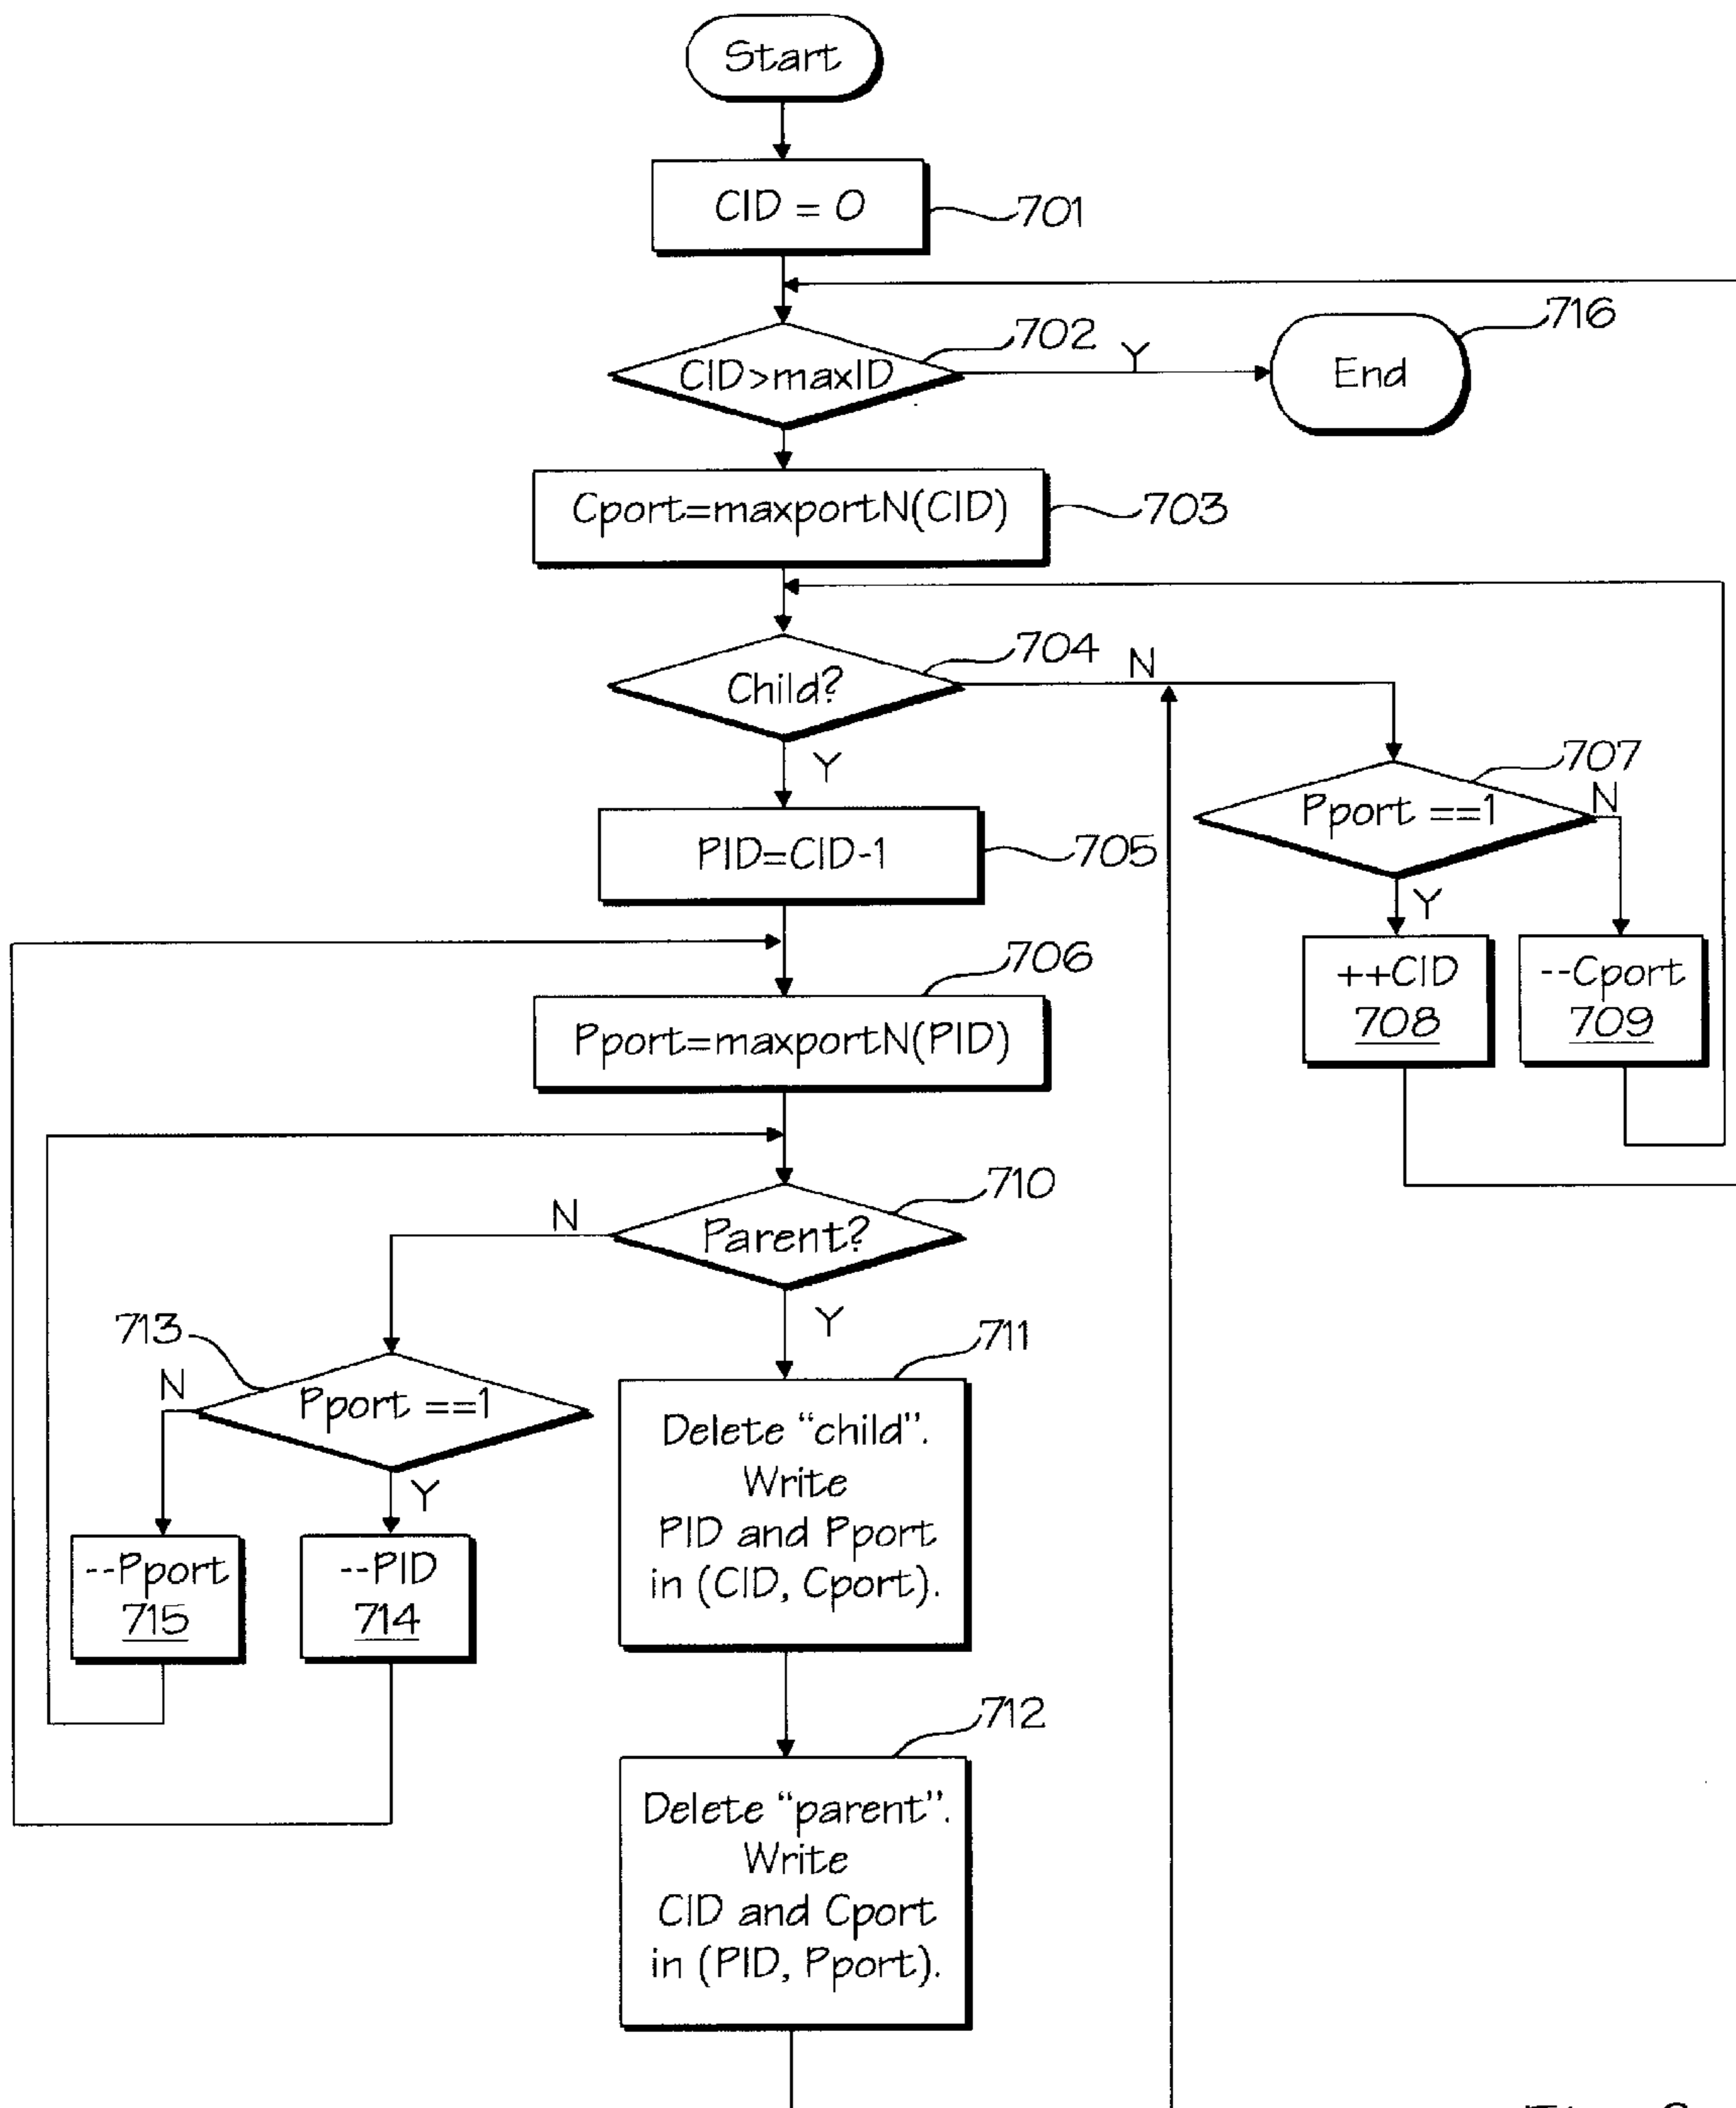 Start
CID = 0
701
CID>maxID
702
Y
End
716
Cport=maxportN(CID)
703
Child?
704
N
Y
PID=CID-1
705
Pport ==1
707
N
Y
++CID
708
--Cport
709
Pport=maxportN(PID)
706
Parent?
710
N
Y
Pport ==1
713
N
Y
--Pport
715
--PID
714
Delete "child".
Write
PID and Pport
in (CID, Cport).
711
Delete "parent".
Write
CID and Cport
in (PID, Pport).
712